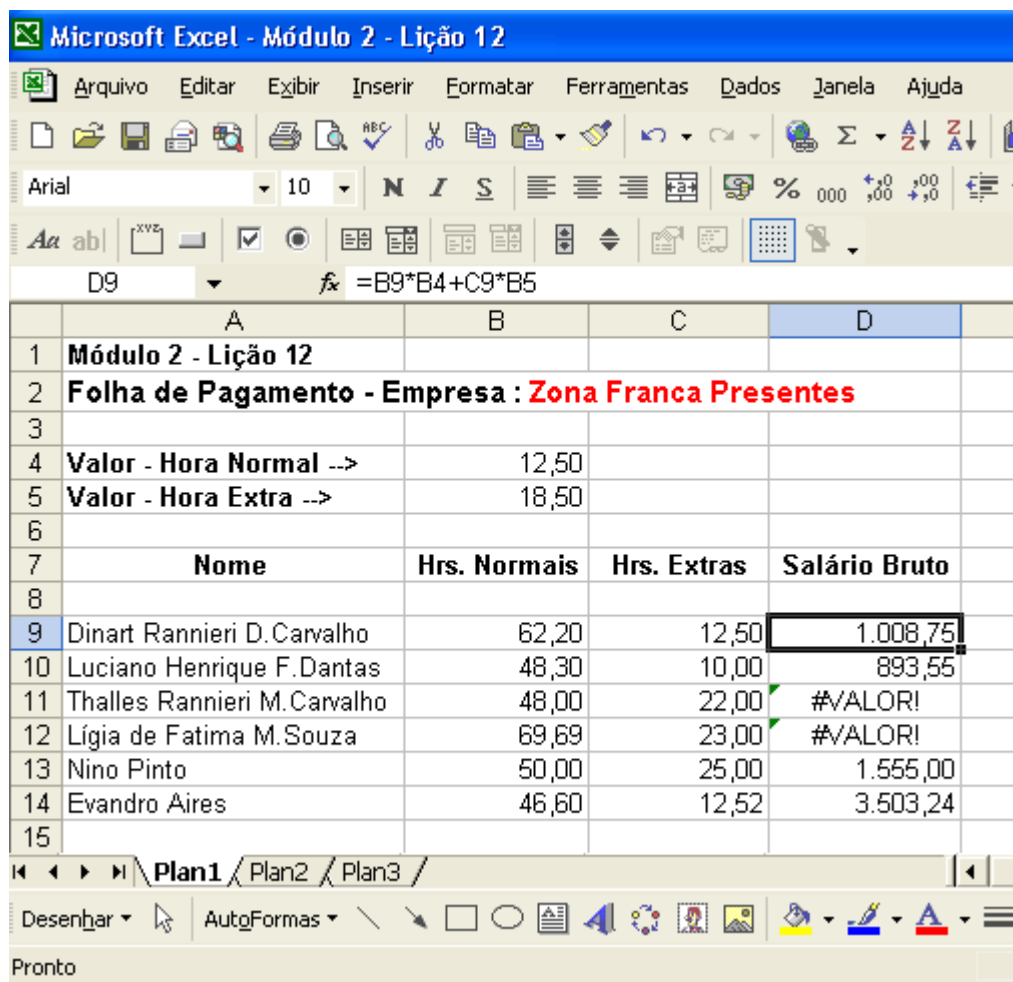 Microsoft Excel - Módulo 2 - Lição 12
Arquivo Editar Exibir Inserir Formatar Ferramentas Dados Janela Ajuda
Arial 10 N I S % 000
D9 fx =B9*B4+C9*B5
A B C D
1 Módulo 2 - Lição 12
2 Folha de Pagamento - Empresa : Zona Franca Presentes
3
4 Valor - Hora Normal --> 12,50
5 Valor - Hora Extra --> 18,50
6
7 Nome Hrs. Normais Hrs. Extras Salário Bruto
8
9 Dinart Rannieri D.Carvalho 62,20 12,50 1.008,75
10 Luciano Henrique F.Dantas 48,30 10,00 893,55
11 Thalles Rannieri M.Carvalho 48,00 22,00 #VALOR!
12 Lígia de Fatima M.Souza 69,69 23,00 #VALOR!
13 Nino Pinto 50,00 25,00 1.555,00
14 Evandro Aires 46,60 12,52 3.503,24
15
Plan1 Plan2 Plan3
Desenhar AutoFormas
Pronto